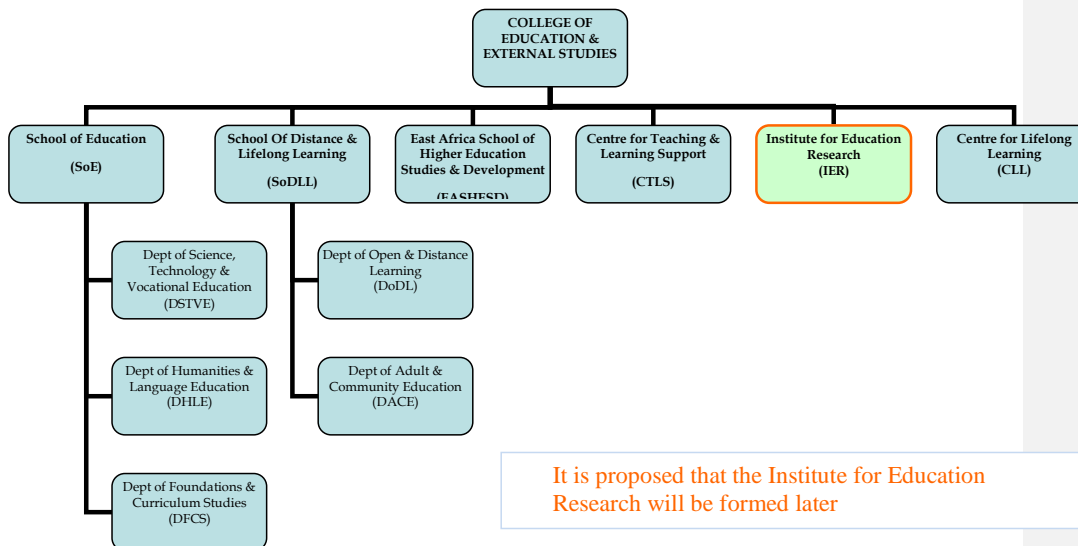 COLLEGE OF
EDUCATION &
EXTERNAL STUDIES
School of Education
(SoE)
School Of Distance &
Lifelong Learning
(SoDLL)
East Africa School of
Higher Education
Studies & Development
(EASHESD)
Centre for Teaching &
Learning Support
(CTLS)
Institute for Education
Research
(IER)
Centre for Lifelong
Learning
(CLL)
Dept of Science,
Technology &
Vocational Education
(DSTVE)
Dept of Open & Distance
Learning
(DoDL)
Dept of Humanities &
Language Education
(DHLE)
Dept of Adult &
Community Education
(DACE)
Dept of Foundations &
Curriculum Studies
(DFCS)
It is proposed that the Institute for Education
Research will be formed later